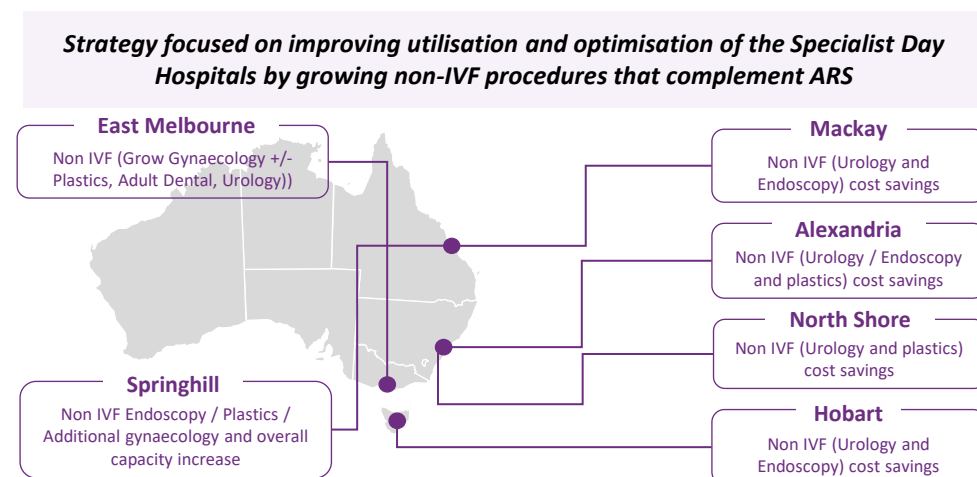 Strategy focused on improving utilisation and optimisation of the Specialist Day
Hospitals by growing non-IVF procedures that complement ARS
East Melbourne
Non IVF (Grow Gynaecology +/-
Plastics, Adult Dental, Urology))
Springhill
Non IVF Endoscopy / Plastics /
Additional gynaecology and overall
capacity increase
Mackay
Non IVF (Urology and
Endoscopy) cost savings
Alexandria
Non IVF (Urology / Endoscopy
and plastics) cost savings
North Shore
Non IVF (Urology and plastics)
cost savings
Hobart
Non IVF (Urology and
Endoscopy) cost savings